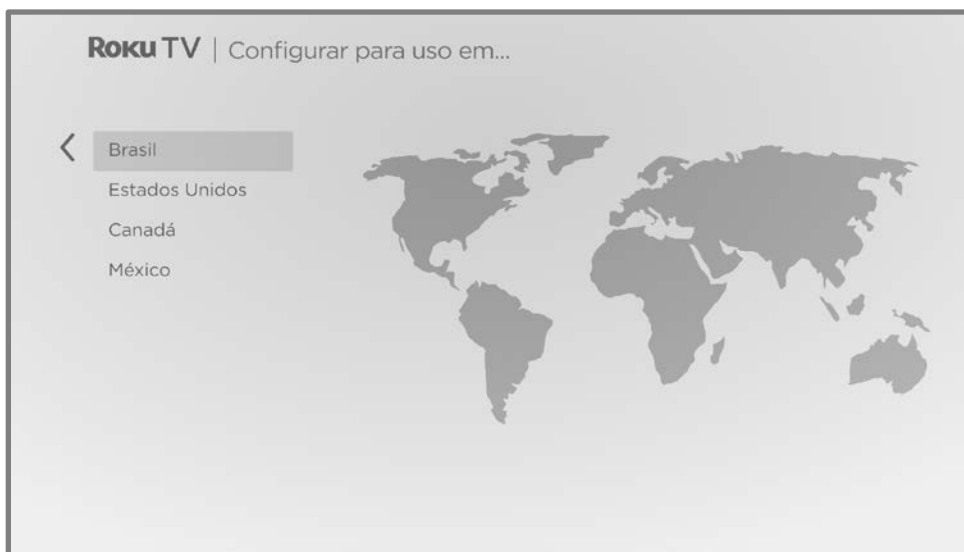 Roku TV | Configurar para uso em...
Brasil
Estados Unidos
Canadá
México